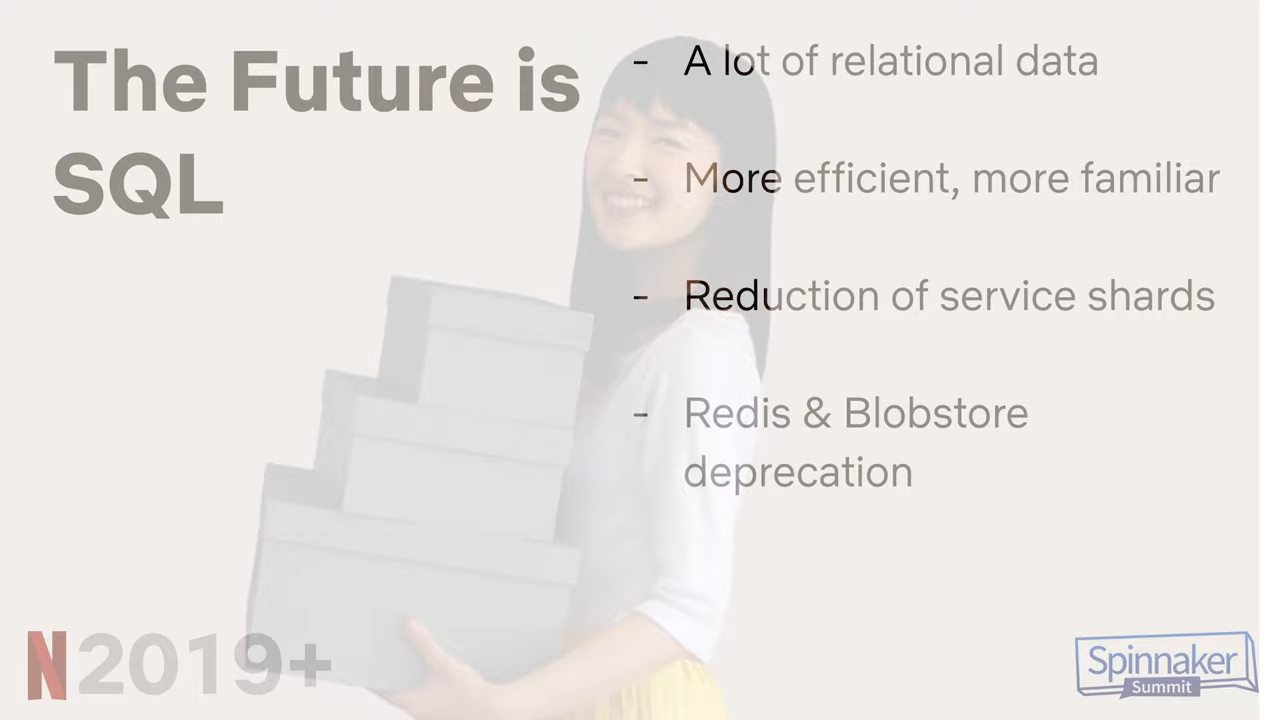 The Future is
SQL
- A lot of relational data
- More efficient, more familiar
- Reduction of service shards
- Redis & Blobstore
deprecation
N 2019+
Spinnaker
Summit